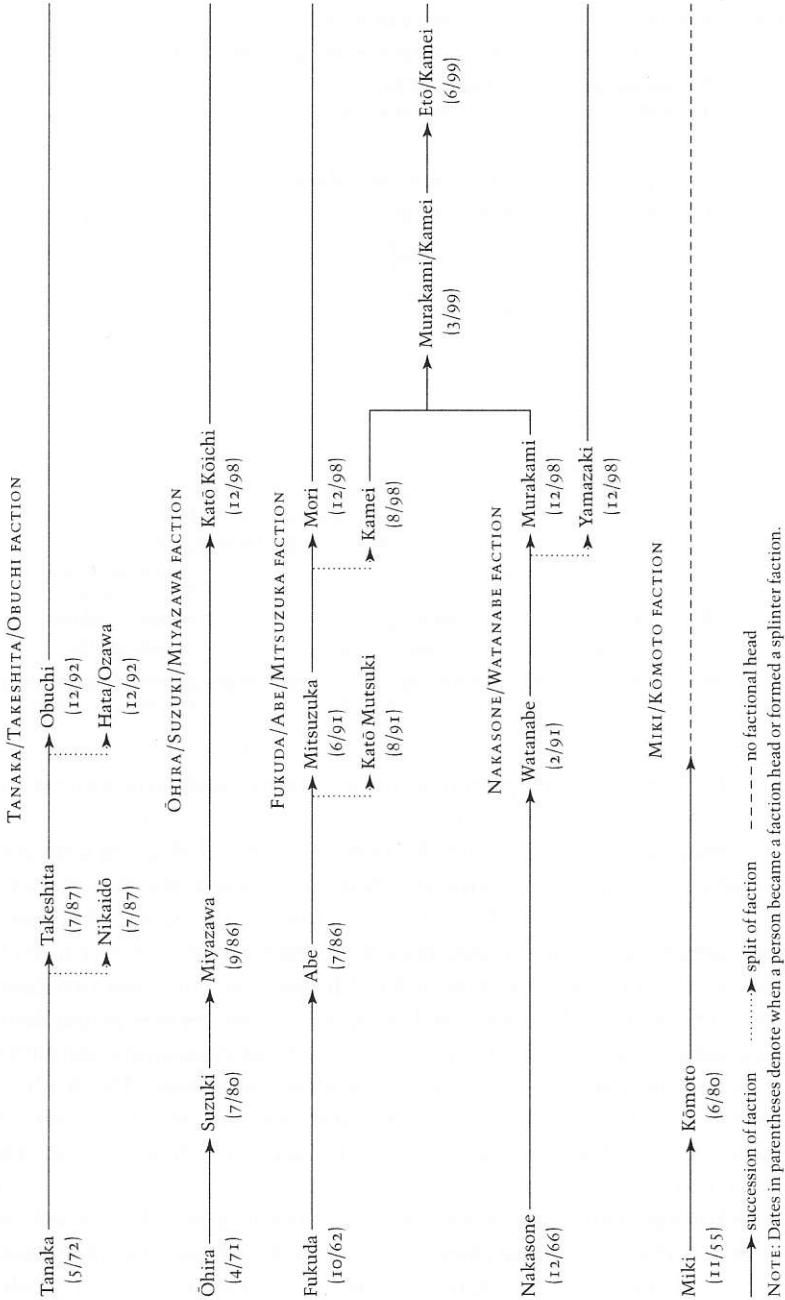 TANAKA/TAKESHITA/OBUCHI FACTION
Tanaka
(5/72)
Takeshita
(7/87)
Nikaidō
(7/87)
Obuchi
(12/92)
Hata/Ozawa
(12/92)
ŌHIRA/SUZUKI/MIYAZAWA FACTION
Ōhira
(4/71)
Suzuki
(7/80)
Miyazawa
(9/86)
Katō Kōichi
(12/98)
FUKUDA/ABE/MITSUZUKA FACTION
Fukuda
(10/62)
Abe
(7/86)
Mitsuzuka
(6/91)
Katō Mutsuki
(8/91)
Mori
(12/98)
Kamei
(8/98)
Murakami/Kamei
(3/99)
Etō/Kamei
(6/99)
NAKASONE/WATANABE FACTION
Nakasone
(12/66)
Watanabe
(2/91)
Murakami
(12/98)
Yamazaki
(12/98)
MIKI/KŌMOTO FACTION
Miki
(11/55)
Kōmoto
(6/80)
succession of faction split of faction no factional head
NOTE: Dates in parentheses denote when a person became a faction head or formed a splinter faction.